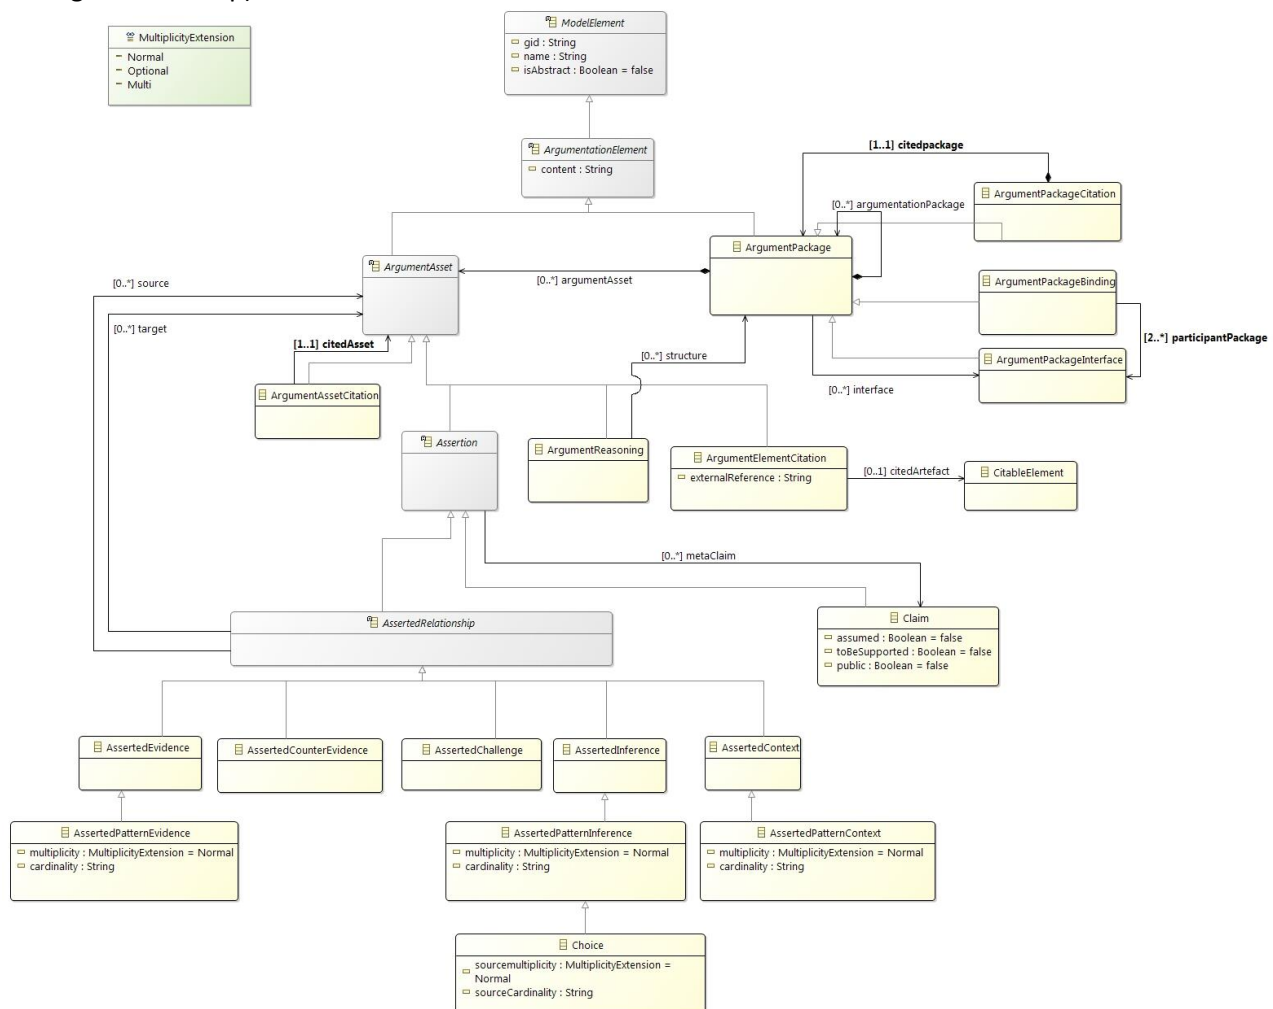 ModelElement
gid : String
name : String
isAbstract : Boolean = false
MultiplicityExtension
Normal
Optional
Multi
ArgumentationElement
content : String
[1..1] citedpackage
ArgumentPackageCitation
[0..*] argumentationPackage
ArgumentPackage
ArgumentAsset
[0..*] argumentAsset
ArgumentPackageBinding
[0..*] source
[0..*] target
[1..1] citedAsset
[2..*] participantPackage
[0..*] structure
ArgumentPackageInterface
[0..*] interface
ArgumentAssetCitation
Assertion
ArgumentReasoning
ArgumentElementCitation
externalReference : String
[0..1] citedArtefact
CitableElement
[0..*] metaClaim
AssertedRelationship
Claim
assumed : Boolean = false
toBeSupported : Boolean = false
public : Boolean = false
AssertedEvidence
AssertedCounterEvidence
AssertedChallenge
AssertedInference
AssertedContext
AssertedPatternEvidence
multiplicity : MultiplicityExtension = Normal
cardinality : String
AssertedPatternInference
multiplicity : MultiplicityExtension = Normal
cardinality : String
AssertedPatternContext
multiplicity : MultiplicityExtension = Normal
cardinality : String
Choice
sourcemultiplicity : MultiplicityExtension =
Normal
sourceCardinality : String